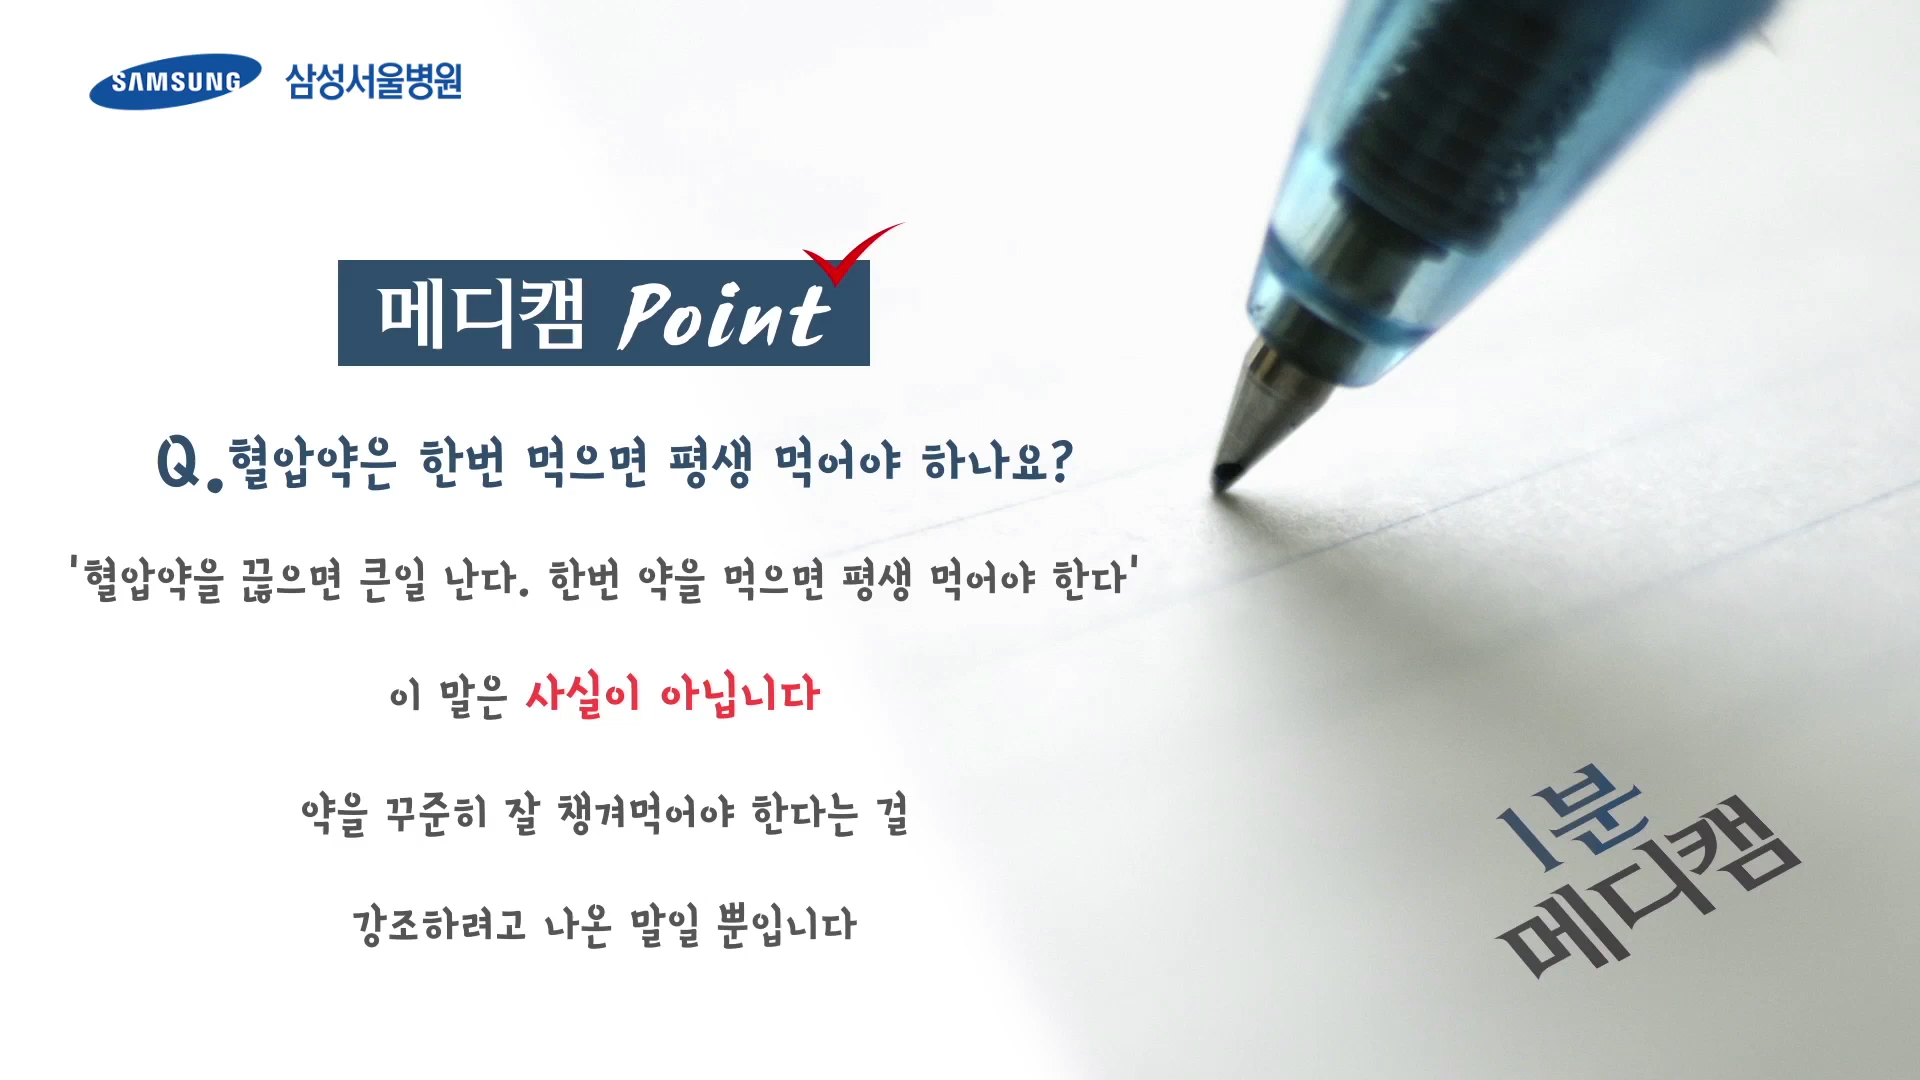 SAMSUNG 삼성서울병원
메디캠 Point
Q.혈압약은 한번 먹으면 평생 먹어야 하나요?
'혈압약을 끊으면 큰일 난다. 한번 약을 먹으면 평생 먹어야 한다'
이 말은 사실이 아닙니다
약을 꾸준히 잘 챙겨먹어야 한다는 걸
강조하려고 나온 말일 뿐입니다
1분
메디캠